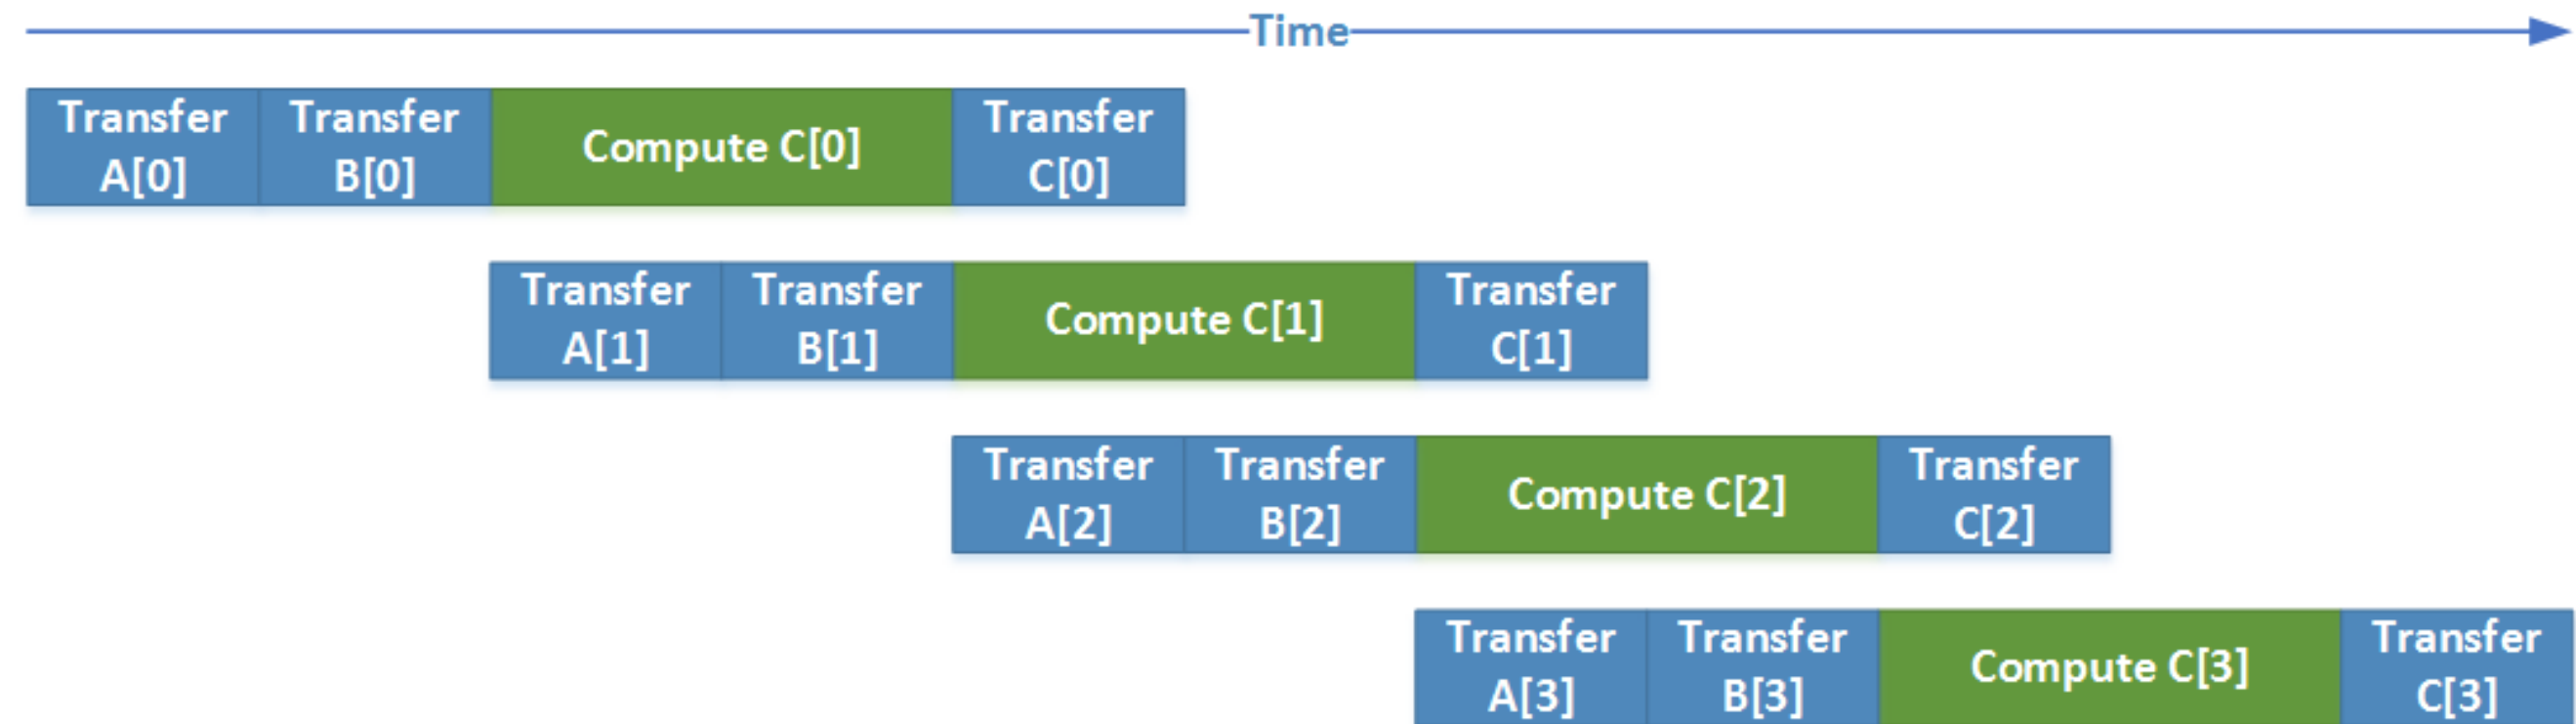 Time
Transfer
A[0]
Transfer
B[0]
Compute C[0]
Transfer
C[0]
Transfer
A[1]
Transfer
B[1]
Compute C[1]
Transfer
C[1]
Transfer
A[2]
Transfer
B[2]
Compute C[2]
Transfer
C[2]
Transfer
A[3]
Transfer
B[3]
Compute C[3]
Transfer
C[3]